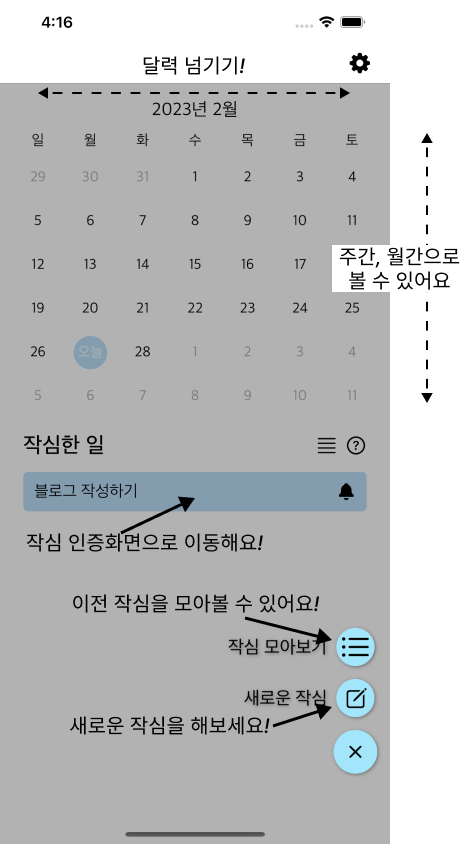 4:16
달력 넘기기!
2023년 2월
일 월 화 수 목 금 토
29 30 31 1 2 3 4
5 6 7 8 9 10 11
12 13 14 15 16 17
주간, 월간으로
볼 수 있어요
19 20 21 22 23 24 25
26 오늘 28 1 2 3 4
5 6 7 8 9 10 11
작심한 일
블로그 작성하기
작심 인증화면으로 이동해요!
이전 작심을 모아볼 수 있어요!
작심 모아보기
새로운 작심
새로운 작심을 해보세요!